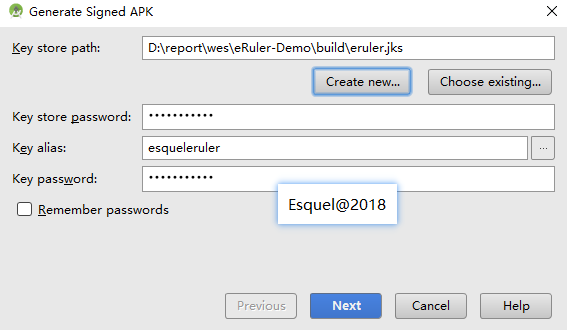 Generate Signed APK
Key store path: D:\report\wes\eRuler-Demo\build\eruler.jks
Create new... Choose existing...
Key store password: •••••••••••
Key alias: esqueleruler ...
Key password: •••••••••••
Esquel@2018
Remember passwords
Previous Next Cancel Help